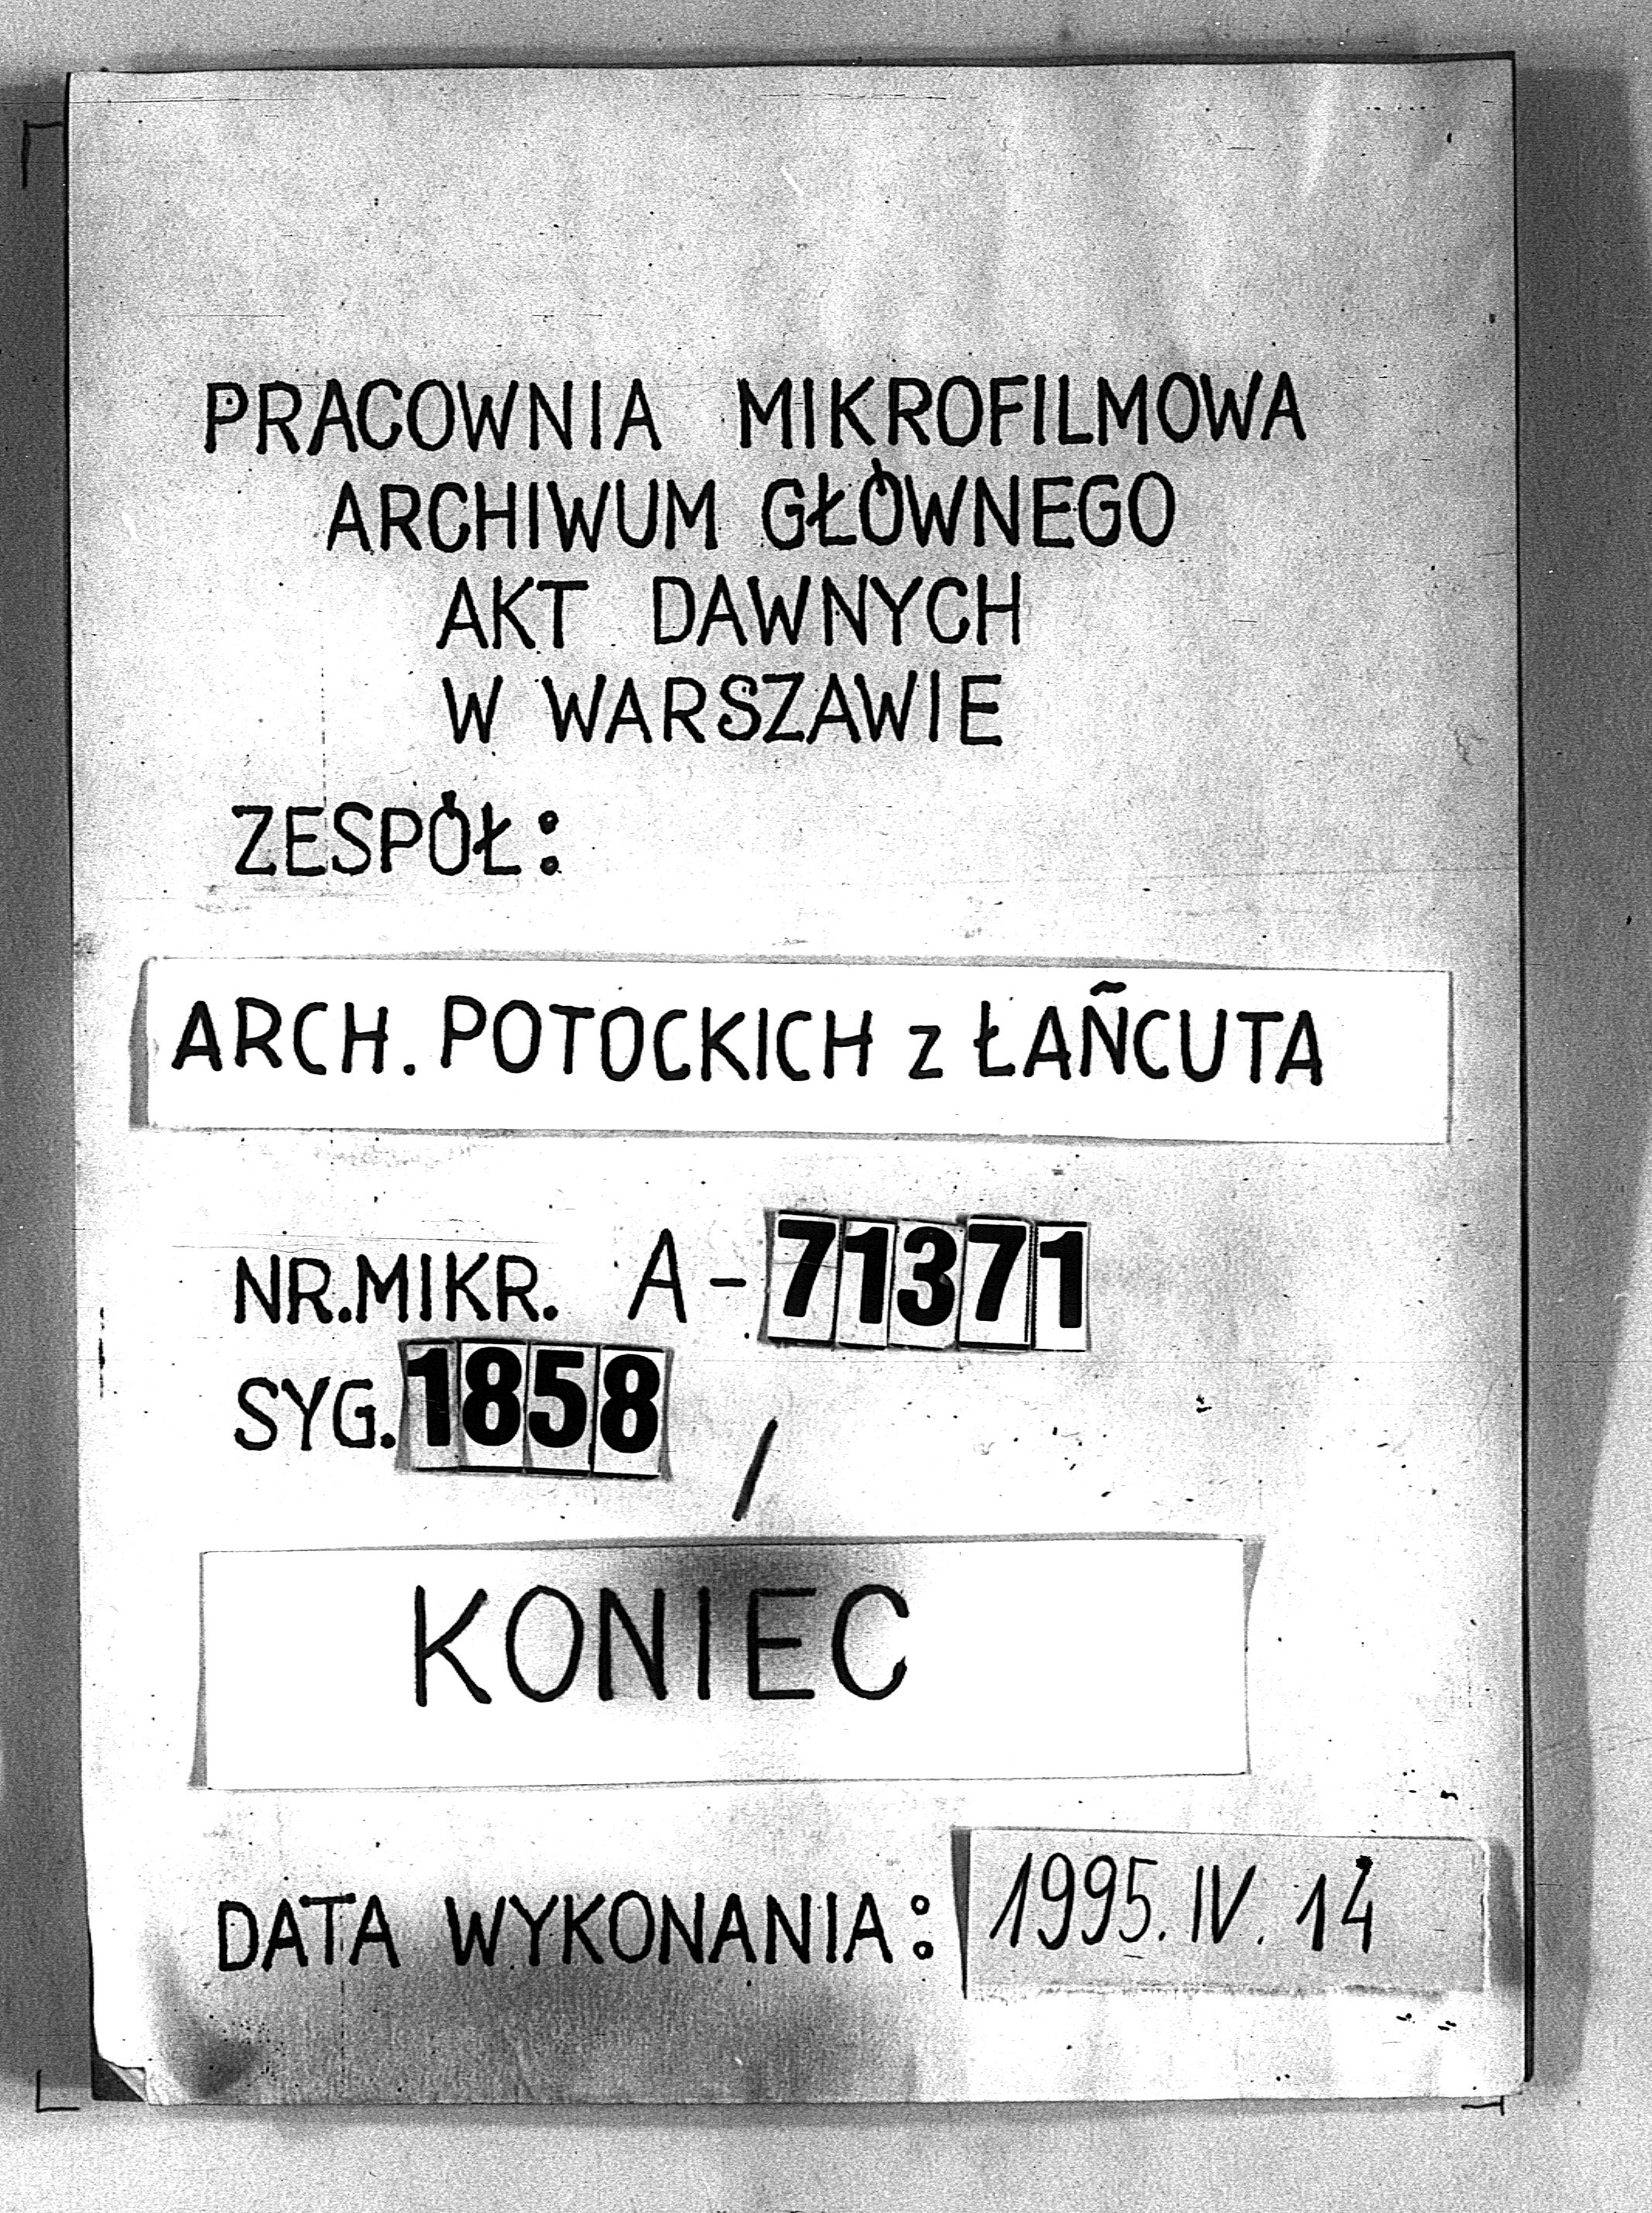 PRACOWNIA MIKROFILMOWA
ARCHIWUM GŁÓWNEGO
AKT DAWNYCH
W WARSZAWIE
ZESPÓŁ:
ARCH. POTOCKICH z ŁAÑCUTA
NR.MIKR. A-71371
SYG. 1858 /
KONIEC
DATA WYKONANIA: 1995. IV. 14